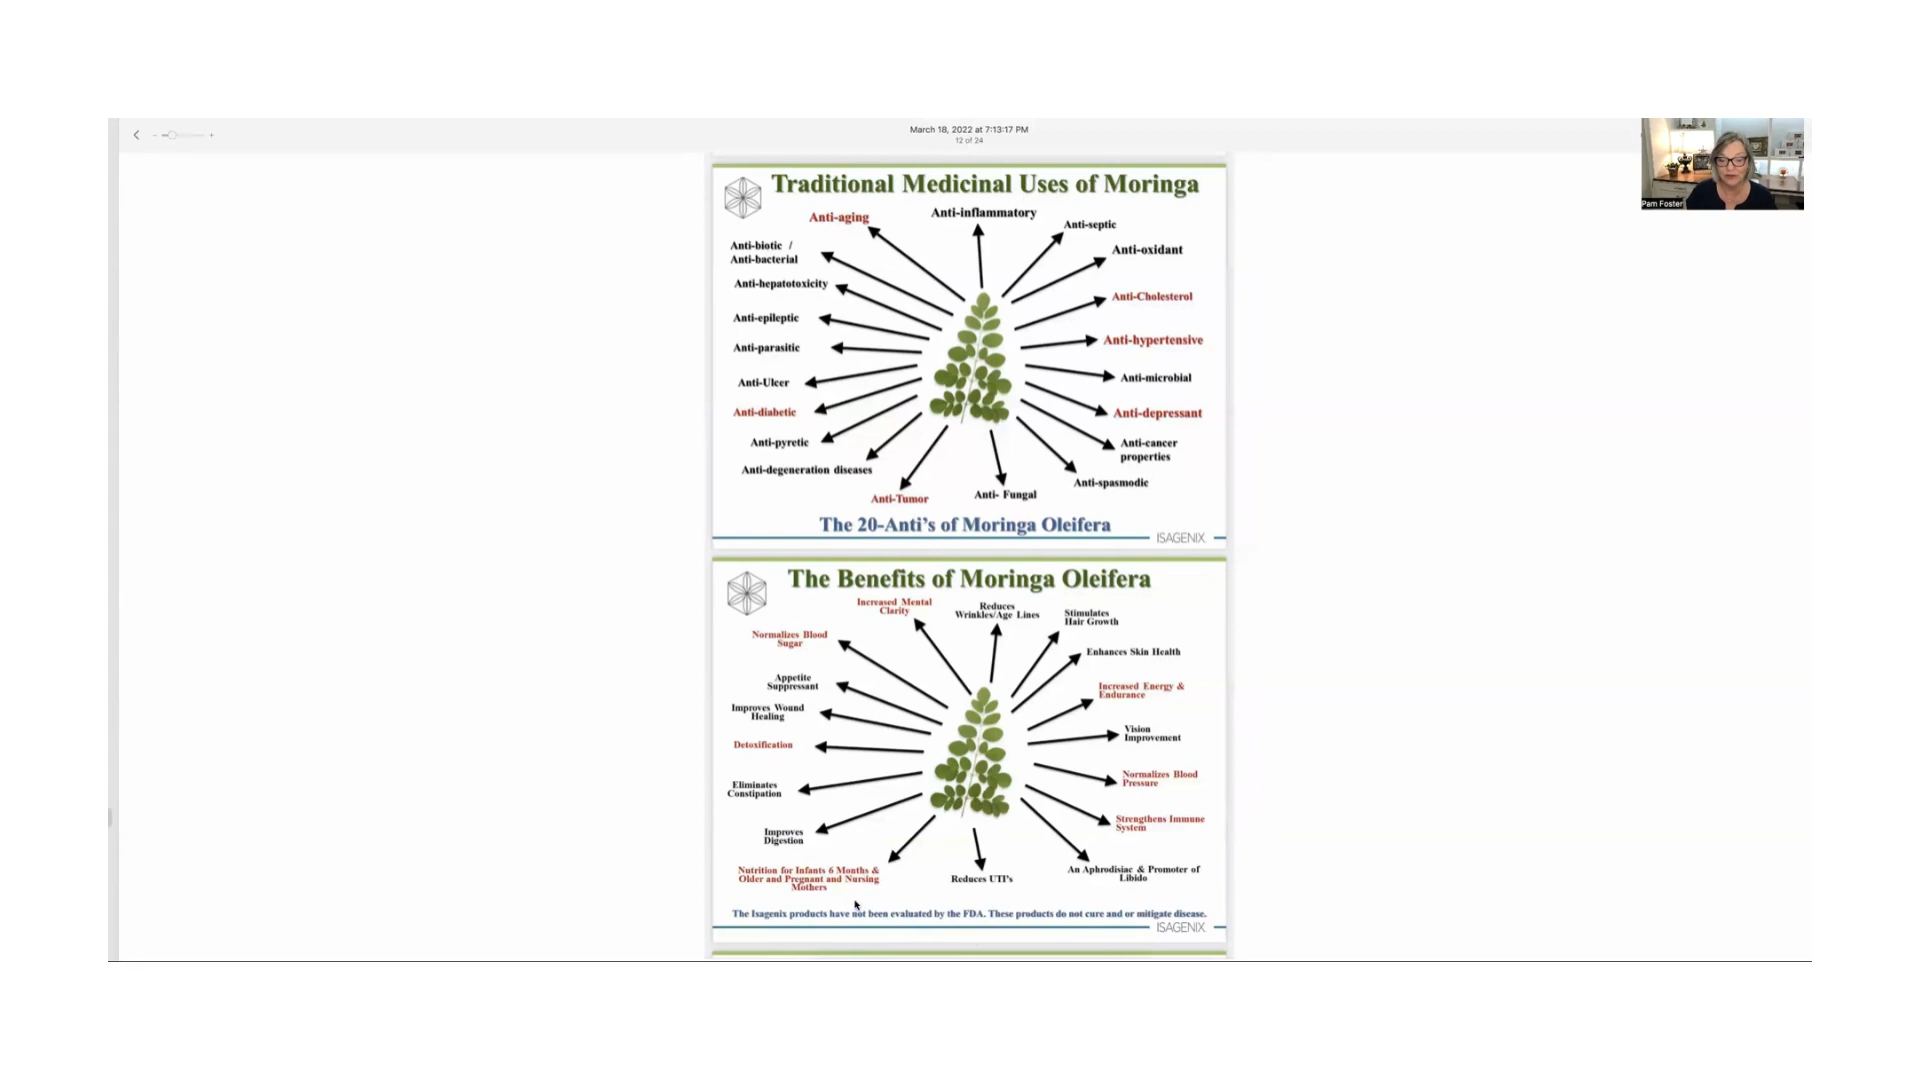 March 18, 2022 at 7:13:17 PM
12 of 24
Pam Foster
Traditional Medicinal Uses of Moringa
Anti-aging
Anti-inflammatory
Anti-septic
Anti-biotic /
Anti-bacterial
Anti-oxidant
Anti-hepatotoxicity
Anti-Cholesterol
Anti-epileptic
Anti-hypertensive
Anti-parasitic
Anti-microbial
Anti-Ulcer
Anti-diabetic
Anti-depressant
Anti-pyretic
Anti-cancer
properties
Anti-degeneration diseases
Anti-spasmodic
Anti-Tumor
Anti- Fungal
The 20-Anti's of Moringa Oleifera
ISAGENIX
The Benefits of Moringa Oleifera
Increased Mental
Clarity
Reduces
Wrinkles/Age Lines
Stimulates
Hair Growth
Normalizes Blood
Sugar
Enhances Skin Health
Appetite
Suppressant
Increased Energy &
Endurance
Improves Wound
Healing
Vision
Improvement
Detoxification
Normalizes Blood
Pressure
Eliminates
Constipation
Strengthens Immune
System
Improves
Digestion
Nutrition for Infants 6 Months &
Older and Pregnant and Nursing
Mothers
Reduces UTI's
An Aphrodisiac & Promoter of
Libido
The Isagenix products have not been evaluated by the FDA. These products do not cure and or mitigate disease.
ISAGENIX